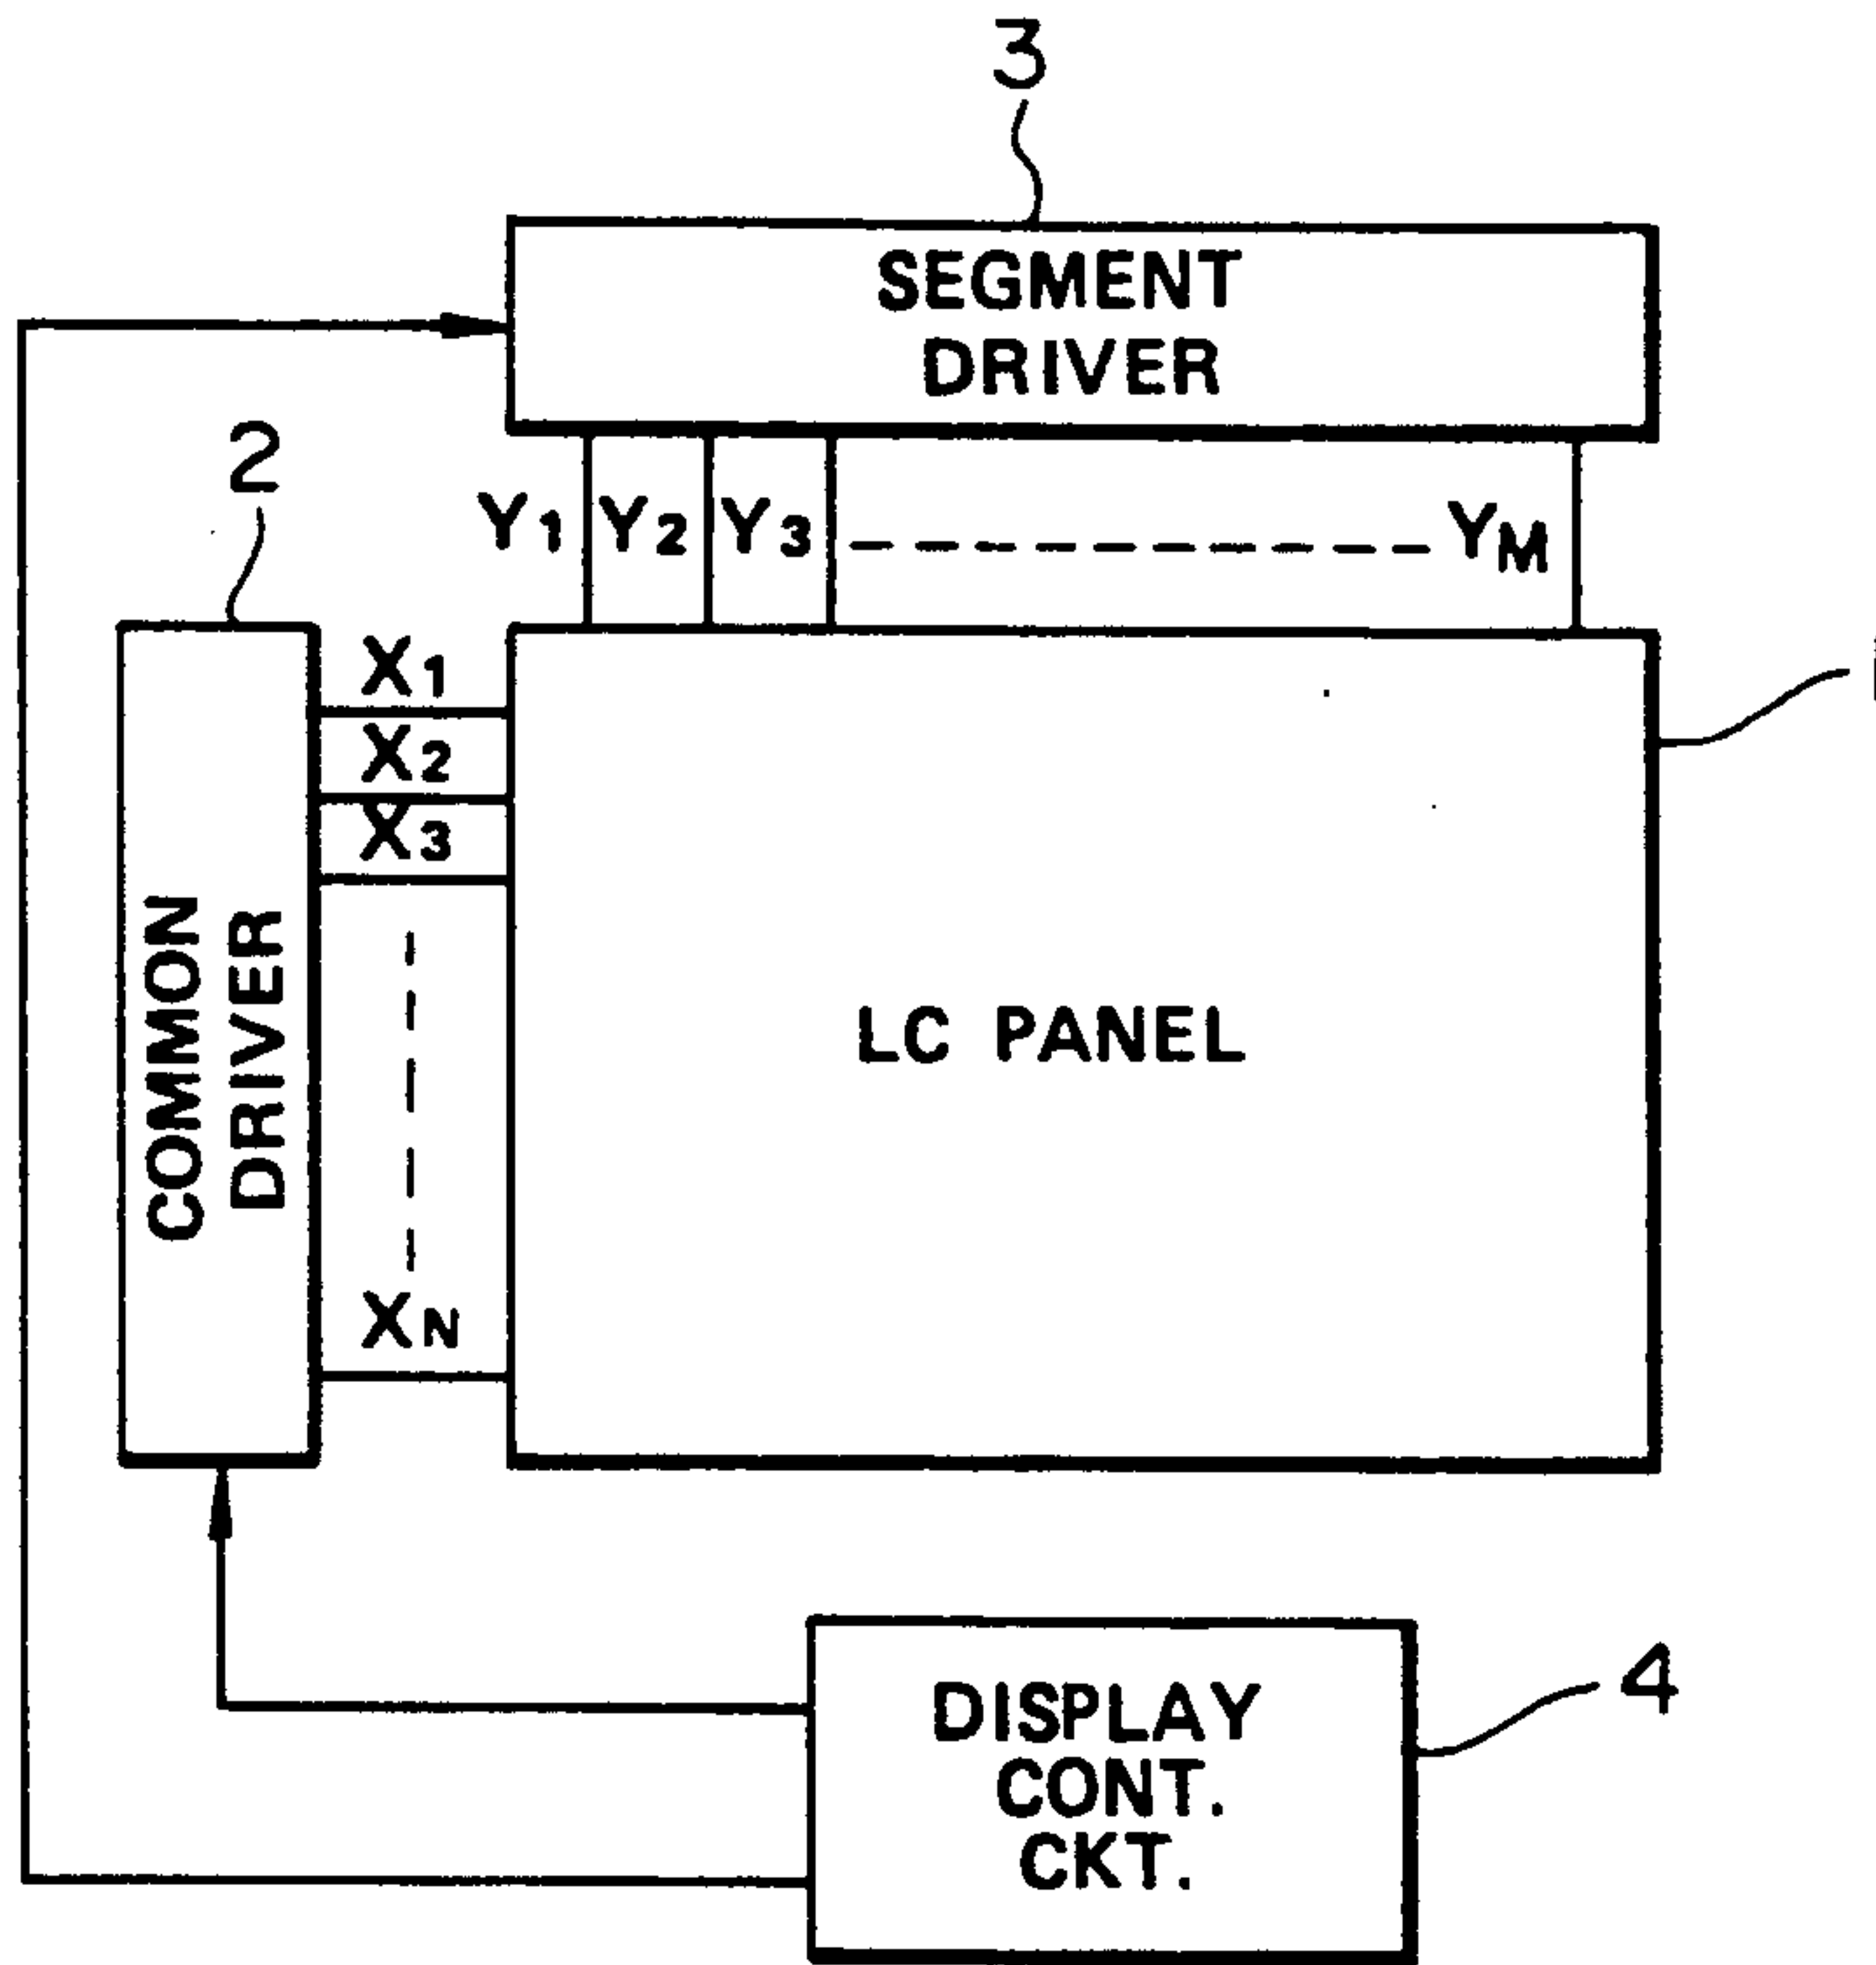 3
SEGMENT
DRIVER
2
Y1 Y2 Y3 YM
X1
X2
X3
XN
COMMON
DRIVER
LC PANEL
DISPLAY
CONT.
CKT.
4